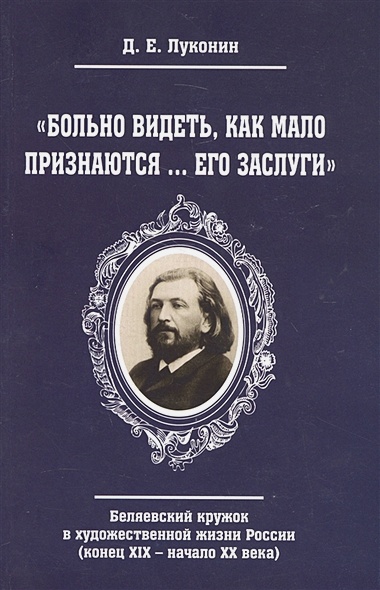 Д. Е. Луконин
«БОЛЬНО ВИДЕТЬ, КАК МАЛО
ПРИЗНАЮТСЯ ... ЕГО ЗАСЛУГИ»
Беляевский кружок
в художественной жизни России
(конец XIX – начало XX века)